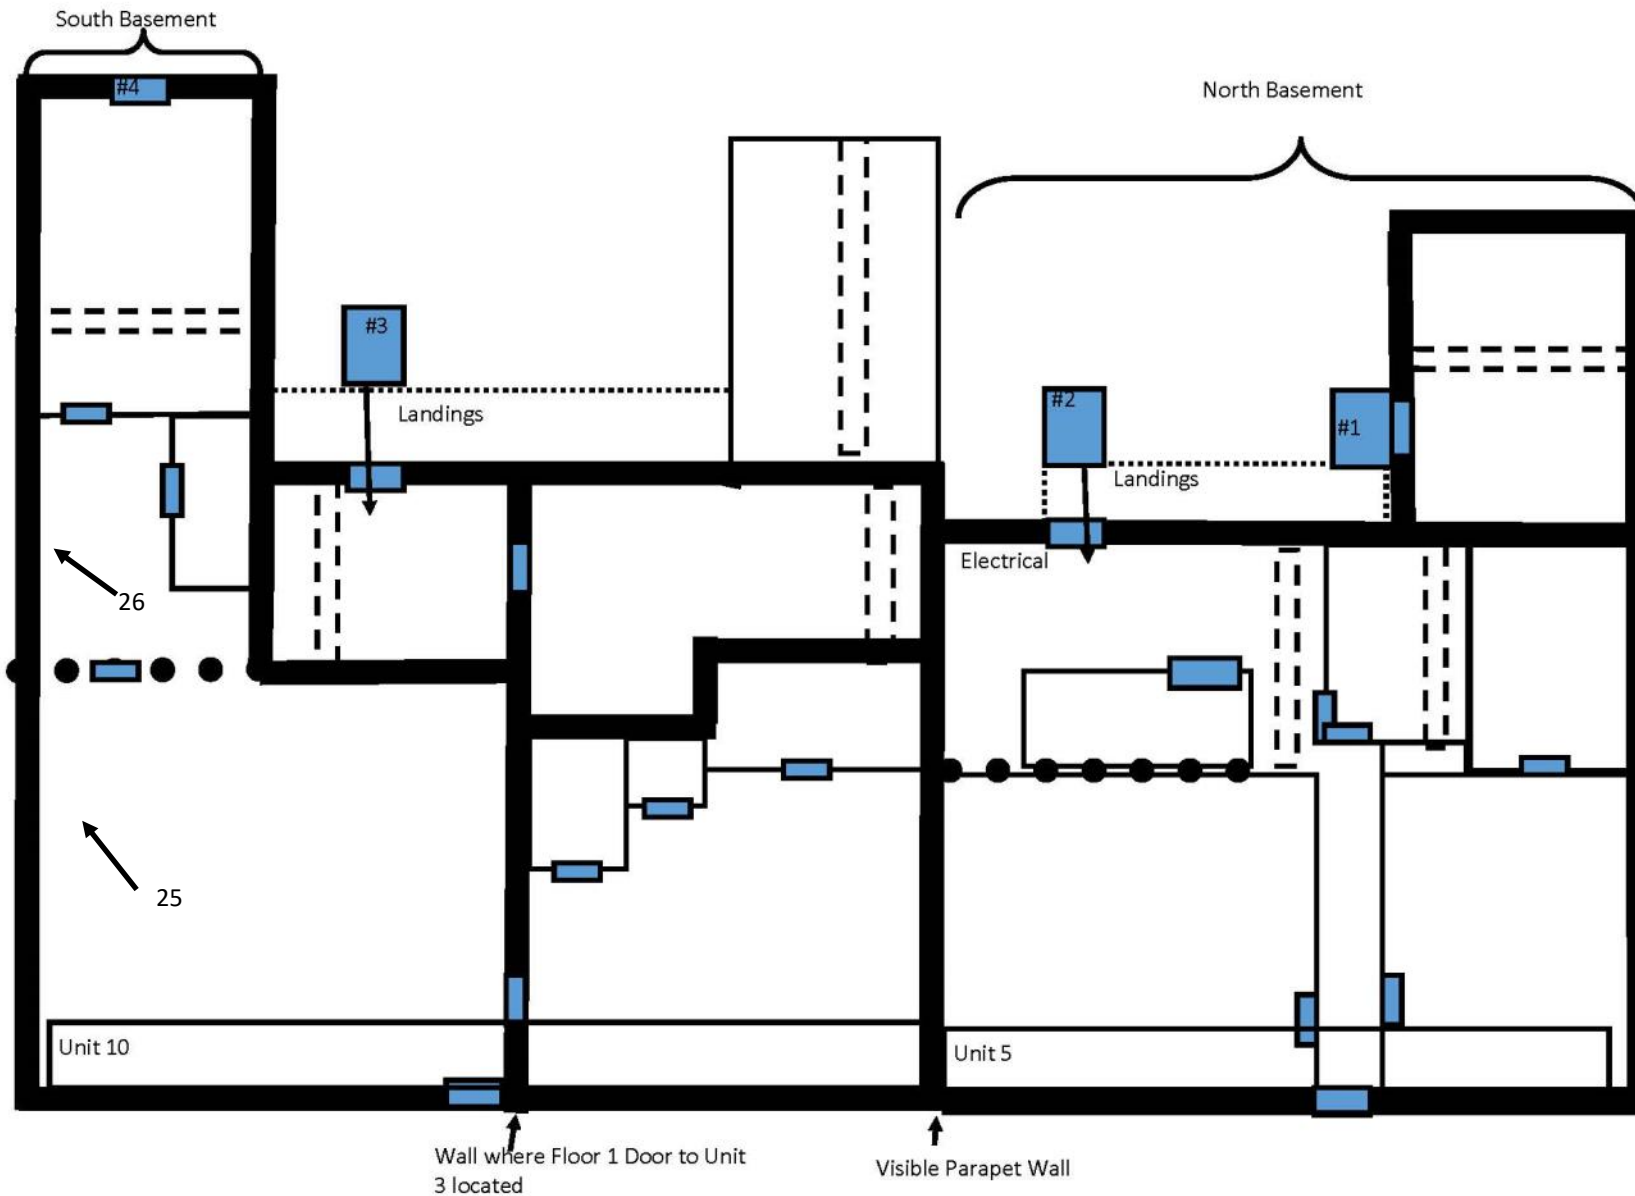 South Basement
#4
North Basement
#3
#2
#1
Landings
Landings
Electrical
26
25
Unit 10
Unit 5
Wall where Floor 1 Door to Unit
3 located
Visible Parapet Wall